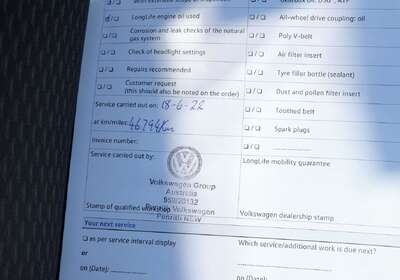 LongLife engine oil used
All-wheel drive coupling: oil
Corrosion and leak checks of the natural
gas system
Poly V-belt
Check of headlight settings
Air filter insert
Repairs recommended
Tyre filler bottle (sealant)
Customer request
(this should also be noted on the order)
Dust and pollen filter insert
Service carried out on: 18-6-22
Toothed belt
at km/miles: 46794Km
Spark plugs
Invoice number:
Service carried out by:
LongLife mobility guarantee
Volkswagen Group
Australia
Volkswagen
Penrith NSW
Stamp of qualified workshop
Volkswagen dealership stamp
Your next service
as per service interval display
Which service/additional work is due next?
or
on (Date):
on (Date):